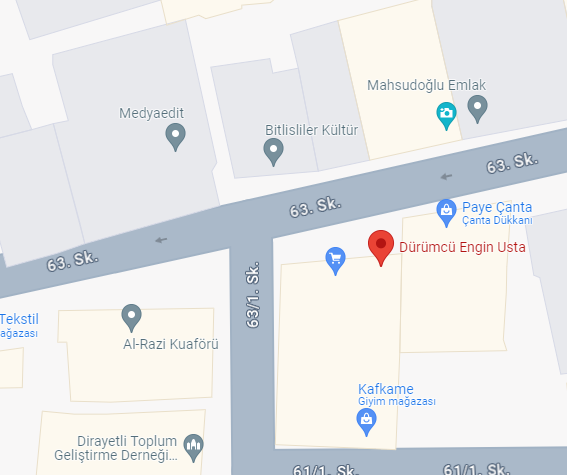 Mahsudoğlu Emlak
Medyaedit
Bitlisliler Kültür
63. Sk.
63. Sk.
Paye Çanta
Çanta Dükkanı
Dürümcü Engin Usta
63. Sk.
63/1. Sk.
Tekstil
ağazası
Al-Razi Kuaförü
Kafkame
Giyim mağazası
Dirayetli Toplum
Geliştirme Derneği...
61/1. Sk.
61/1. Sk.